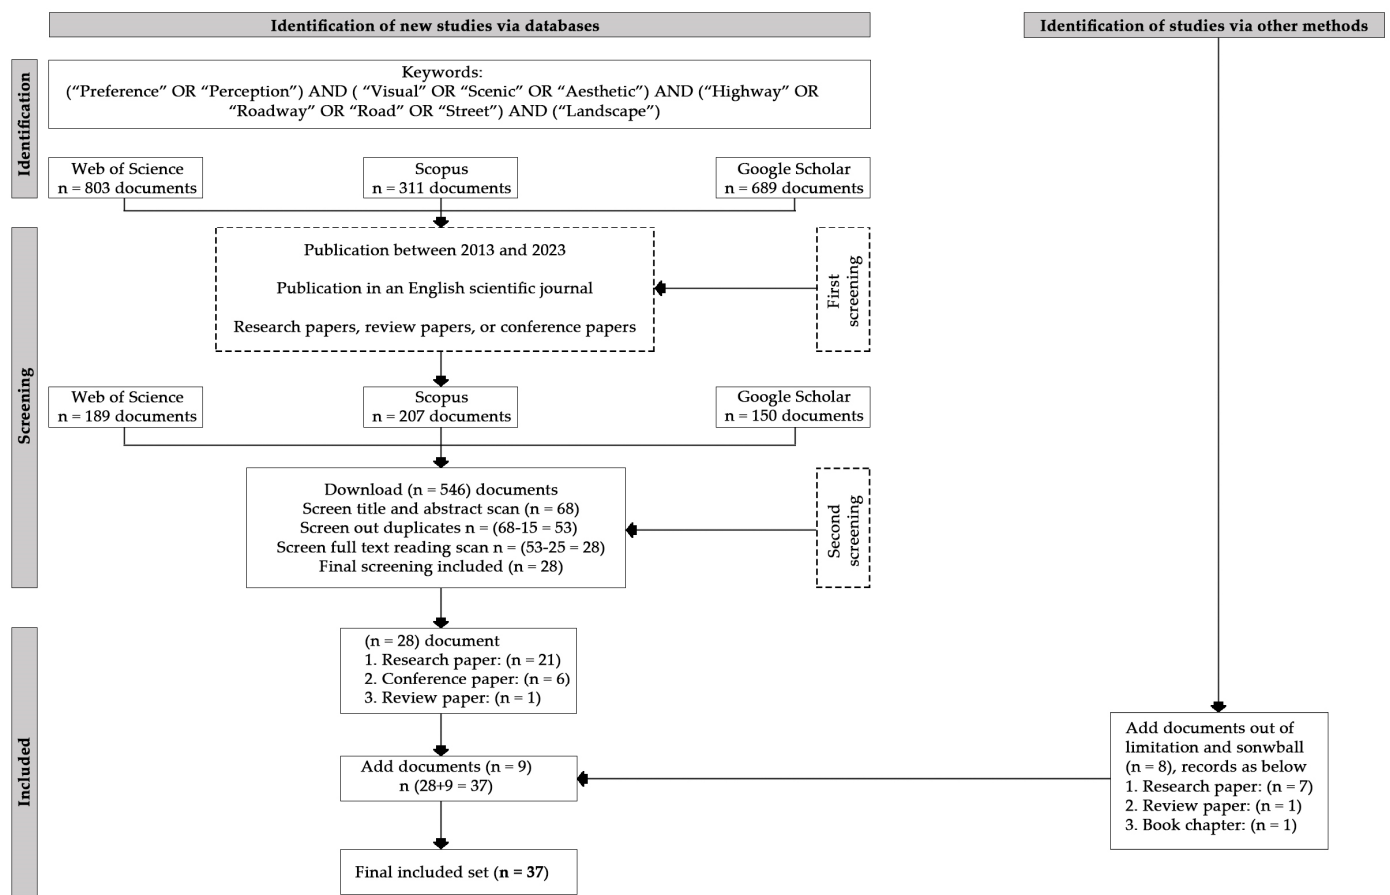 Identification of new studies via databases
Identification of studies via other methods
Identification
Keywords:
(“Preference” OR “Perception”) AND ( “Visual” OR “Scenic” OR “Aesthetic”) AND (“Highway” OR
“Roadway” OR “Road” OR “Street”) AND (“Landscape”)
Web of Science
n = 803 documents
Scopus
n = 311 documents
Google Scholar
n = 689 documents
Screening
Publication between 2013 and 2023
Publication in an English scientific journal
Research papers, review papers, or conference papers
First
screening
Web of Science
n = 189 documents
Scopus
n = 207 documents
Google Scholar
n = 150 documents
Download (n = 546) documents
Screen title and abstract scan (n = 68)
Screen out duplicates n = (68-15 = 53)
Screen full text reading scan n = (53-25 = 28)
Final screening included (n = 28)
Second
screening
Included
(n = 28) document
1. Research paper: (n = 21)
2. Conference paper: (n = 6)
3. Review paper: (n = 1)
Add documents (n = 9)
n (28+9 = 37)
Add documents out of
limitation and sonwball
(n = 8), records as below
1. Research paper: (n = 7)
2. Review paper: (n = 1)
3. Book chapter: (n = 1)
Final included set (n = 37)